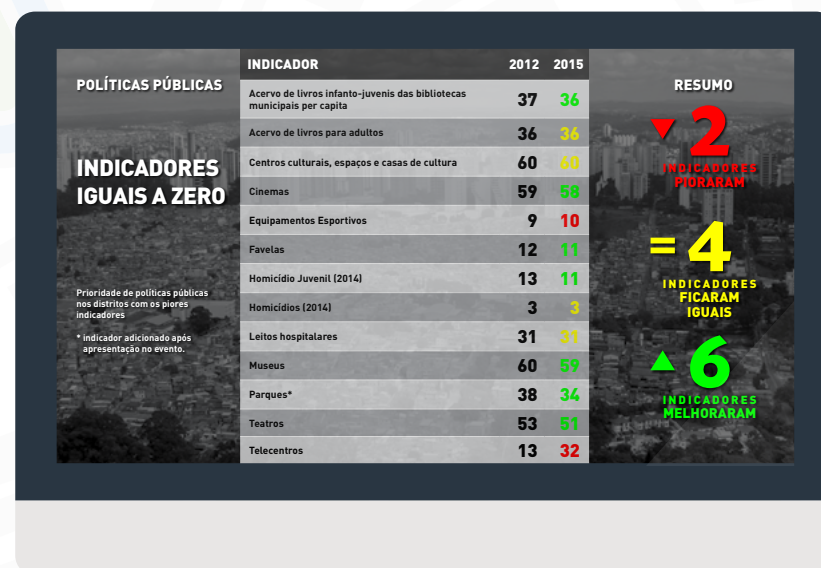 POLÍTICAS PÚBLICAS
INDICADORES
IGUAIS A ZERO
Prioridade de políticas públicas
nos distritos com os piores
indicadores
* indicador adicionado após
apresentação no evento.
INDICADOR 2012 2015
Acervo de livros infanto-juvenis das bibliotecas
municipais per capita 37 36
Acervo de livros para adultos 36 36
Centros culturais, espaços e casas de cultura 60 60
Cinemas 59 58
Equipamentos Esportivos 9 10
Favelas 12 11
Homicídio Juvenil (2014) 13 11
Homicídios (2014) 3 3
Leitos hospitalares 31 31
Museus 60 59
Parques* 38 34
Teatros 53 51
Telecentros 13 32
RESUMO
▼ 2
INDICADORES
PIORARAM
= 4
INDICADORES
FICARAM
IGUAIS
▲ 6
INDICADORES
MELHORARAM